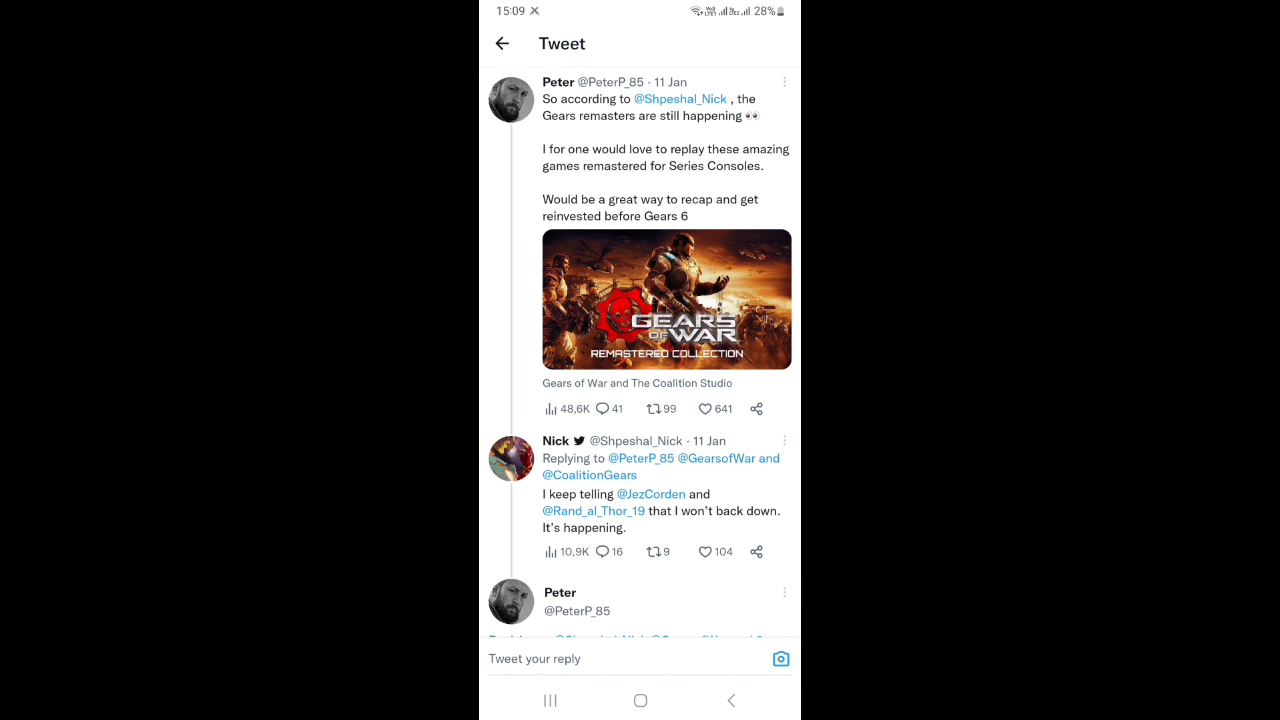 15:09
28%
Tweet
Peter @PeterP_85 · 11 Jan
So according to @Shpeshal_Nick , the
Gears remasters are still happening 👀
I for one would love to replay these amazing
games remastered for Series Consoles.
Would be a great way to recap and get
reinvested before Gears 6
GEARS
OF WAR
REMASTERED COLLECTION
Gears of War and The Coalition Studio
48,6K 41 99 641
Nick @Shpeshal_Nick · 11 Jan
Replying to @PeterP_85 @GearsofWar and
@CoalitionGears
I keep telling @JezCorden and
@Rand_al_Thor_19 that I won't back down.
It's happening.
10,9K 16 9 104
Peter
@PeterP_85
Tweet your reply